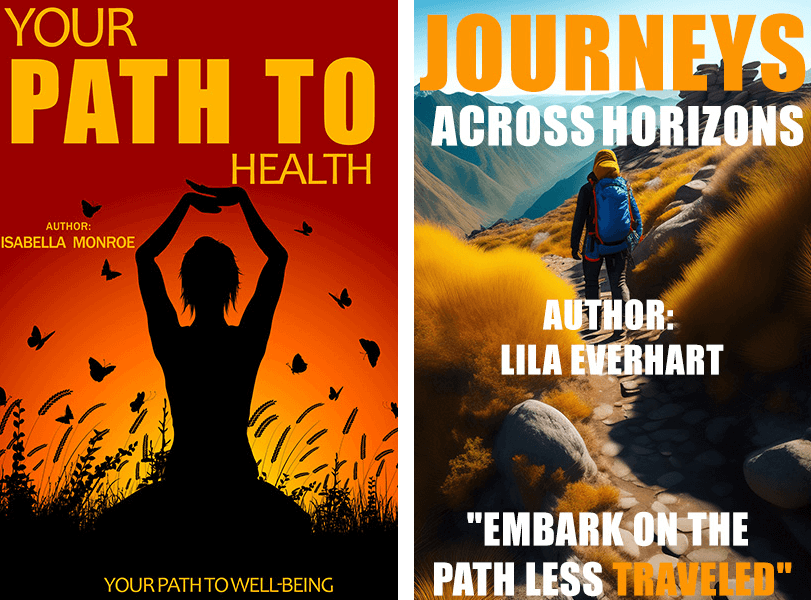 YOUR
PATH TO
HEALTH
AUTHOR:
ISABELLA MONROE
YOUR PATH TO WELL-BEING
JOURNEYS
ACROSS HORIZONS
AUTHOR:
LILA EVERHART
"EMBARK ON THE
PATH LESS TRAVELED"